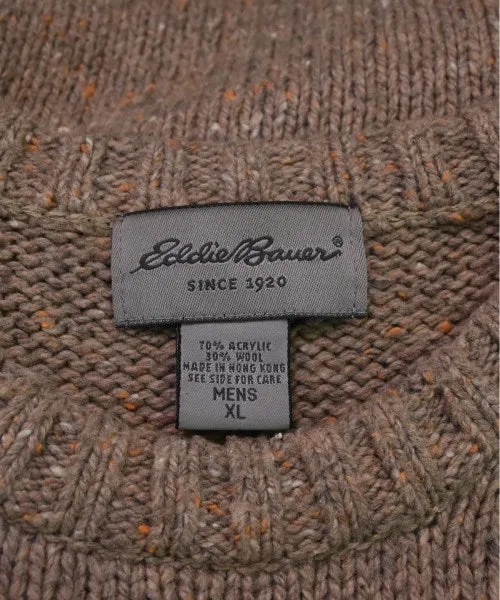 Eddie Bauer®
SINCE 1920
70% ACRYLIC
30% WOOL
MADE IN HONG KONG
SEE SIDE FOR CARE
MENS
XL